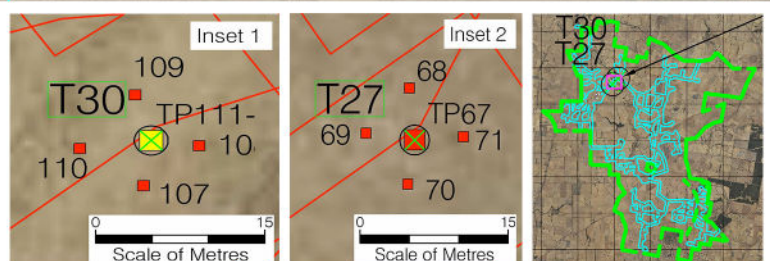 Inset 1
109
T30
TP111-
110
10
107
0 15
Scale of Metres
Inset 2
68
T27
TP67
69
71
70
0 15
Scale of Metres
T30
T27